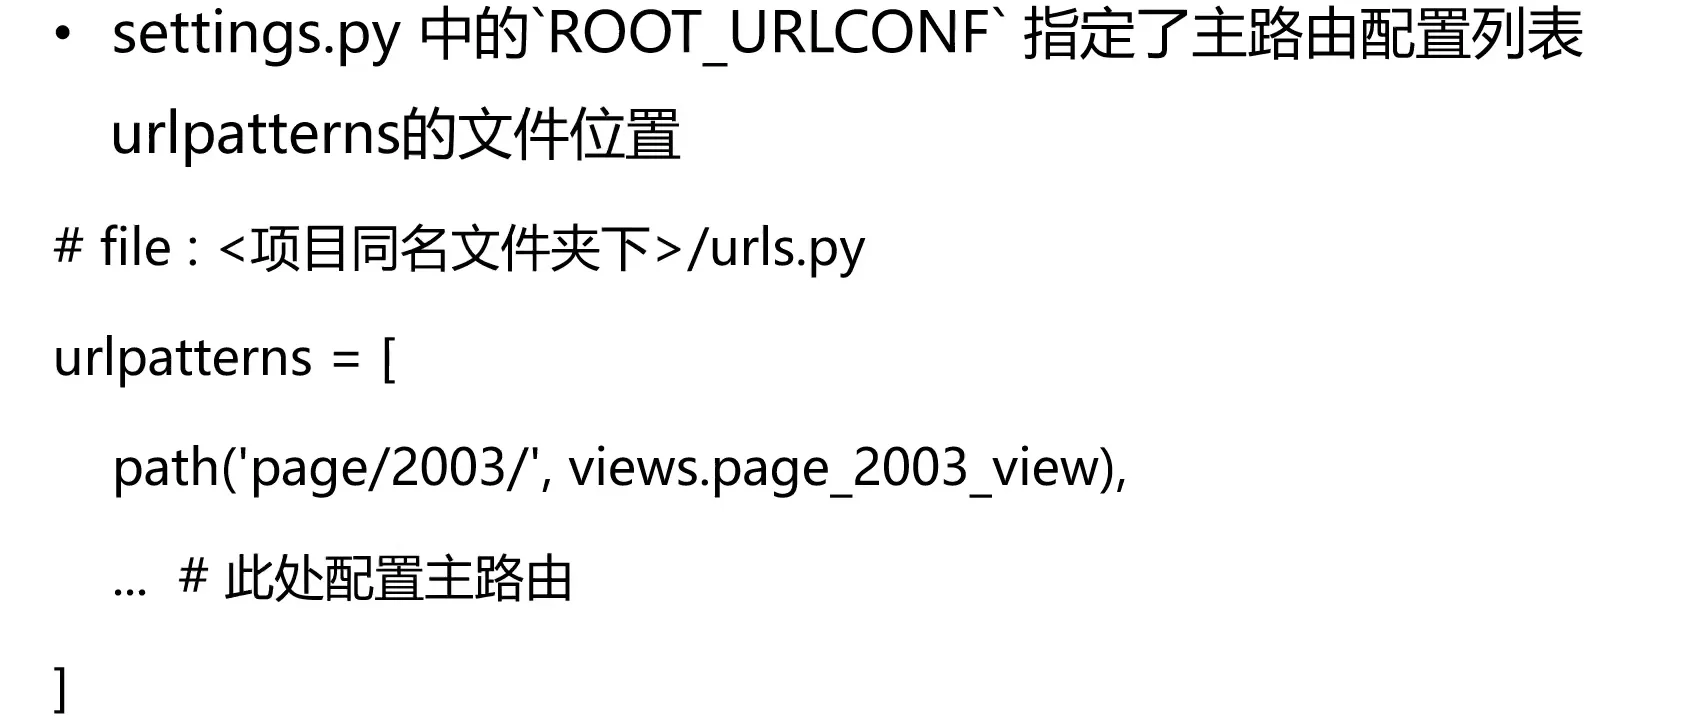 • settings.py 中的`ROOT_URLCONF` 指定了主路由配置列表
urlpatterns的文件位置
# file : <项目同名文件夹下>/urls.py
urlpatterns = [
path('page/2003/', views.page_2003_view),
... # 此处配置主路由
]